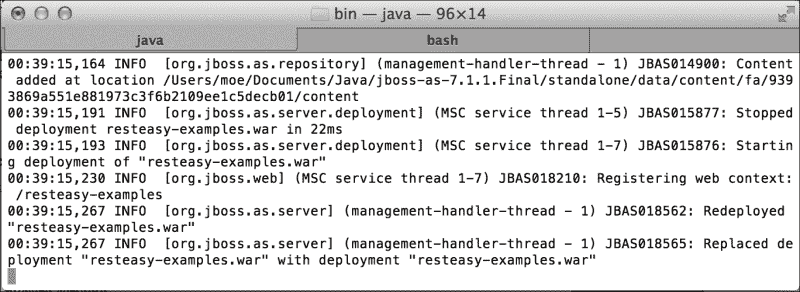 bin — java — 96×14
java
bash
00:39:15,164 INFO  [org.jboss.as.repository] (management-handler-thread - 1) JBAS014900: Content
 added at location /Users/moe/Documents/Java/jboss-as-7.1.1.Final/standalone/data/content/fa/939
3869a551e881973c3f6b2109ee1c5decb01/content
00:39:15,191 INFO  [org.jboss.as.server.deployment] (MSC service thread 1-5) JBAS015877: Stopped
 deployment resteasy-examples.war in 22ms
00:39:15,193 INFO  [org.jboss.as.server.deployment] (MSC service thread 1-7) JBAS015876: Startin
g deployment of "resteasy-examples.war"
00:39:15,230 INFO  [org.jboss.web] (MSC service thread 1-7) JBAS018210: Registering web context:
 /resteasy-examples
00:39:15,267 INFO  [org.jboss.as.server] (management-handler-thread - 1) JBAS018562: Redeployed
"resteasy-examples.war"
00:39:15,267 INFO  [org.jboss.as.server] (management-handler-thread - 1) JBAS018565: Replaced de
ployment "resteasy-examples.war" with deployment "resteasy-examples.war"